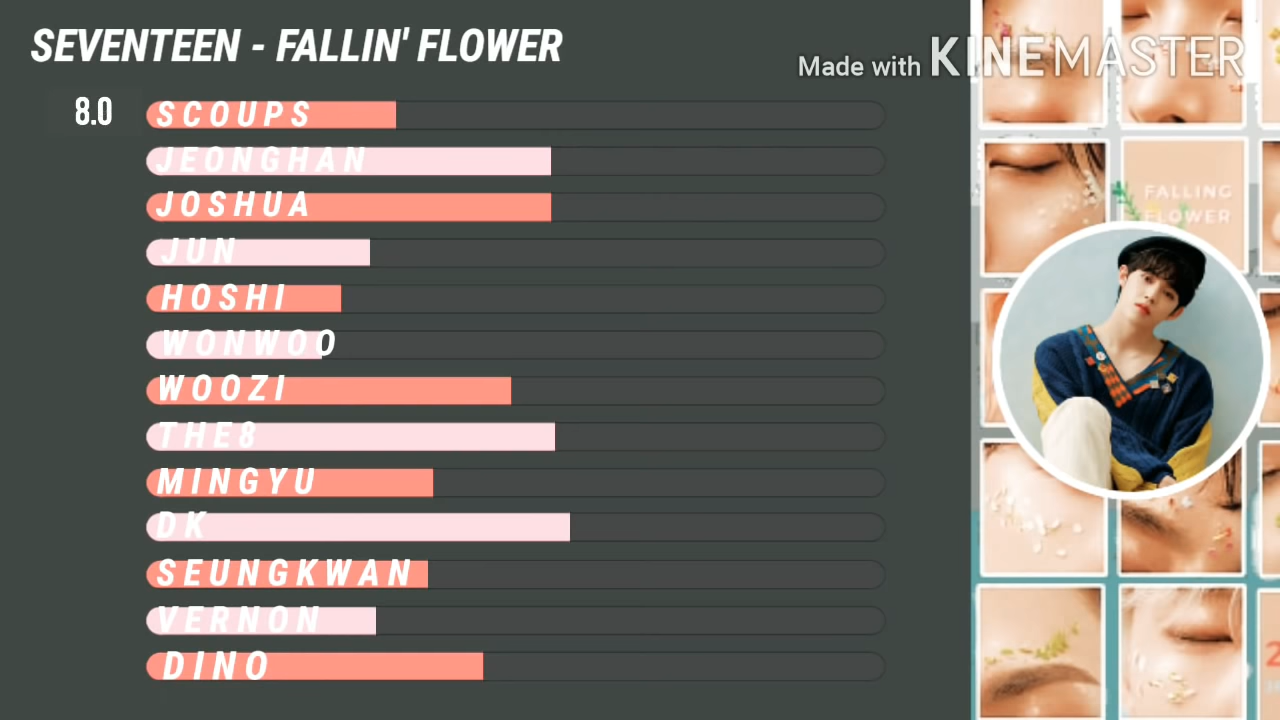 SEVENTEEN - FALLIN' FLOWER
Made with KINEMASTER
8.0 SCOUPS
JEONGHAN
JOSHUA
JUN
HOSHI
WONWOO
WOOZI
THE8
MINGYU
DK
SEUNGKWAN
VERNON
DINO
FALLING
FLOWER